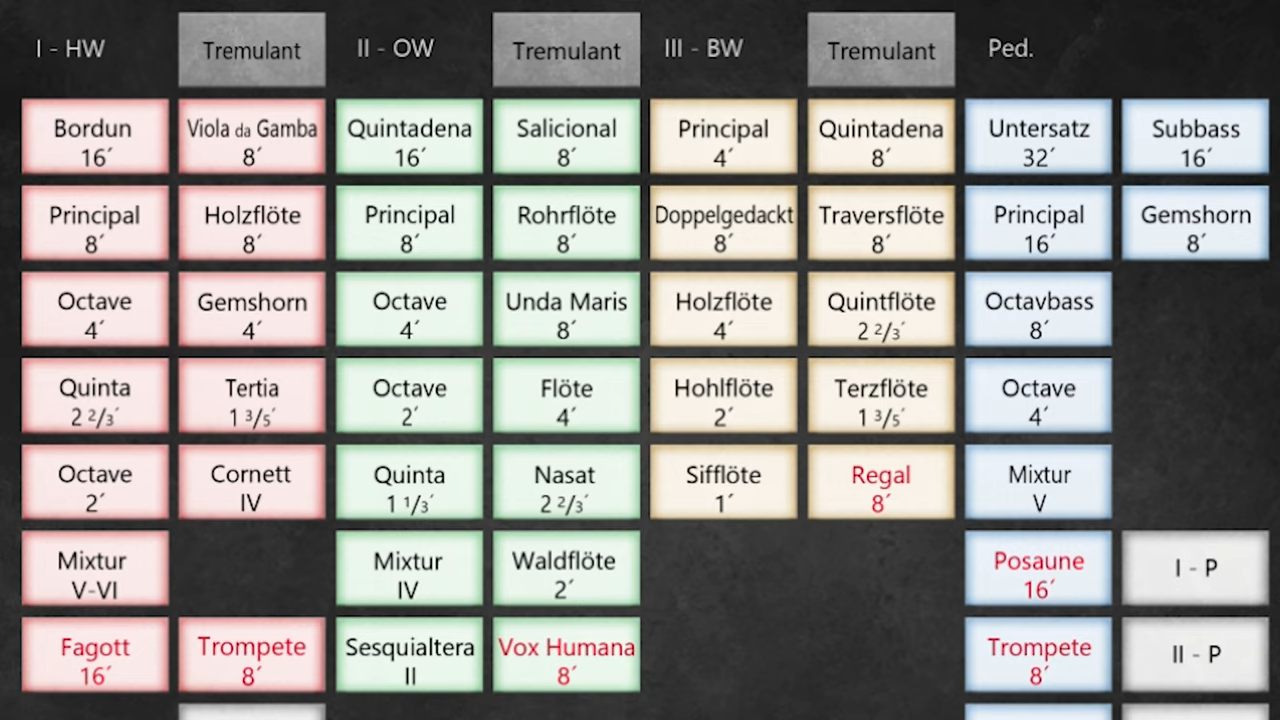 I - HW
Tremulant
II - OW
Tremulant
III - BW
Tremulant
Ped.
Bordun
16´
Viola da Gamba
8´
Quintadena
16´
Salicional
8´
Principal
4´
Quintadena
8´
Untersatz
32´
Subbass
16´
Principal
8´
Holzflöte
8´
Principal
8´
Rohrflöte
8´
Doppelgedackt
8´
Traversflöte
8´
Principal
16´
Gemshorn
8´
Octave
4´
Gemshorn
4´
Octave
4´
Unda Maris
8´
Holzflöte
4´
Quintflöte
2 2/3´
Octavbass
8´
Quinta
2 2/3´
Tertia
1 3/5´
Octave
2´
Flöte
4´
Hohlflöte
2´
Terzflöte
1 3/5´
Octave
4´
Octave
2´
Cornett
IV
Quinta
1 1/3´
Nasat
2 2/3´
Sifflöte
1´
Regal
8´
Mixtur
V
Mixtur
V-VI
Mixtur
IV
Waldflöte
2´
Posaune
16´
I - P
Fagott
16´
Trompete
8´
Sesquialtera
II
Vox Humana
8´
Trompete
8´
II - P